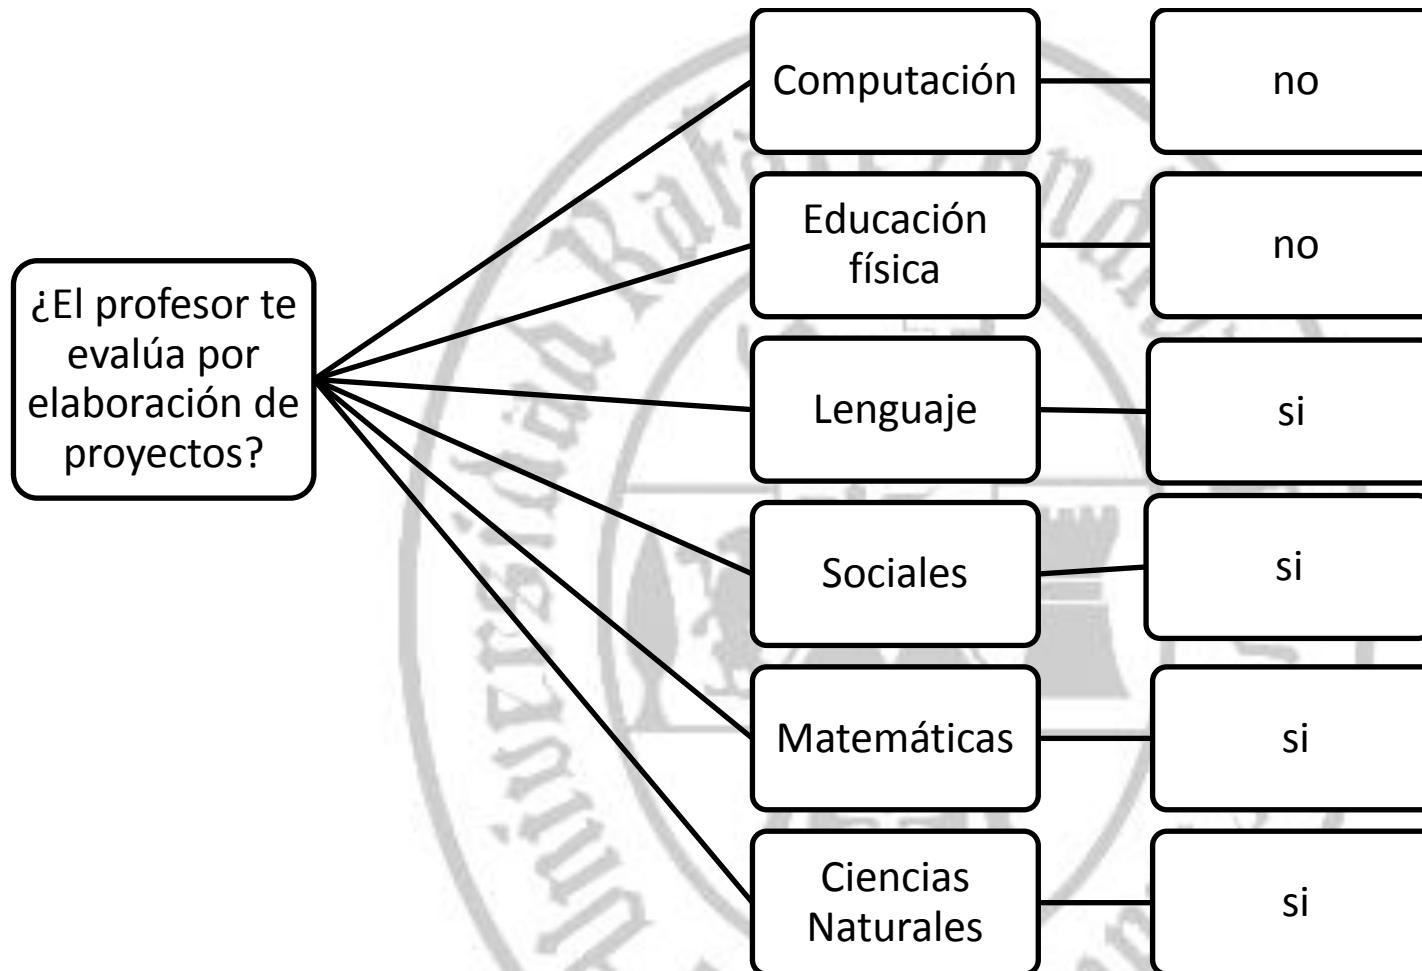 ¿El profesor te
evalúa por
elaboración de
proyectos?
Computación
no
Educación
física
no
Lenguaje
si
Sociales
si
Matemáticas
si
Ciencias
Naturales
si